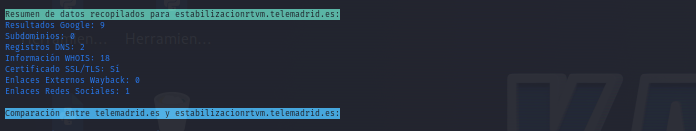 Resumen de datos recopilados para estabilizacionrtvm.telemadrid.es:
Resultados Google: 9
Subdominios: 0
Registros DNS: 2
Información WHOIS: 18
Certificado SSL/TLS: Sí
Enlaces Externos Wayback: 0
Enlaces Redes Sociales: 1
Comparación entre telemadrid.es y estabilizacionrtvm.telemadrid.es:
Herramien...